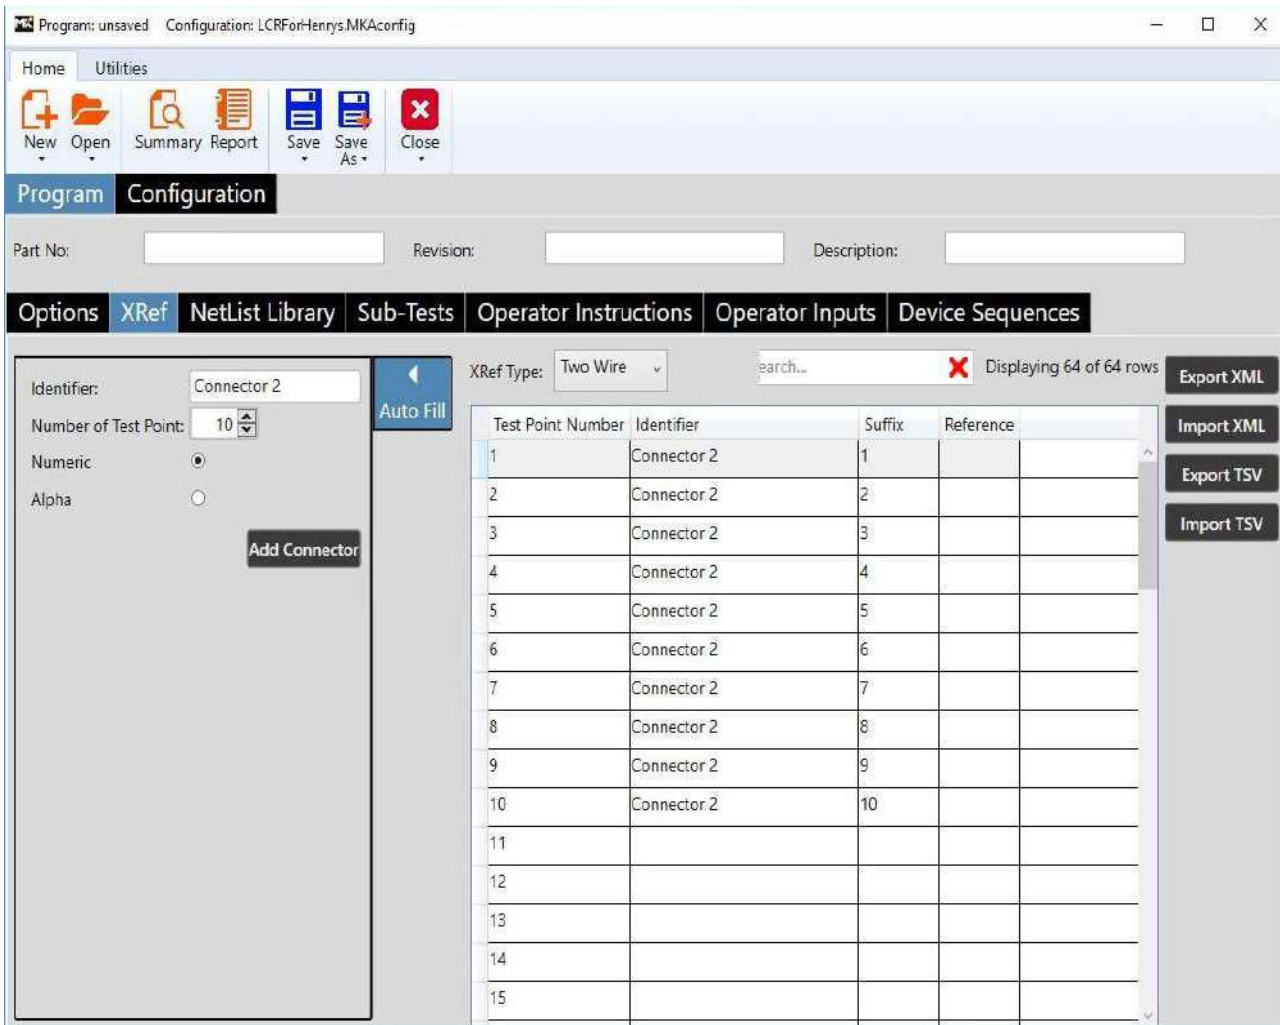 Program: unsaved Configuration: LCRForHenrys.MKAconfig
Home Utilities
New Open Summary Report Save Save As Close
Program Configuration
Part No: Revision: Description:
Options XRef NetList Library Sub-Tests Operator Instructions Operator Inputs Device Sequences
Identifier: Connector 2
Number of Test Point: 10
Numeric
Alpha
Add Connector
Auto Fill
XRef Type: Two Wire earch... Displaying 64 of 64 rows
Test Point Number Identifier Suffix Reference
1 Connector 2 1
2 Connector 2 2
3 Connector 2 3
4 Connector 2 4
5 Connector 2 5
6 Connector 2 6
7 Connector 2 7
8 Connector 2 8
9 Connector 2 9
10 Connector 2 10
11
12
13
14
15
Export XML
Import XML
Export TSV
Import TSV